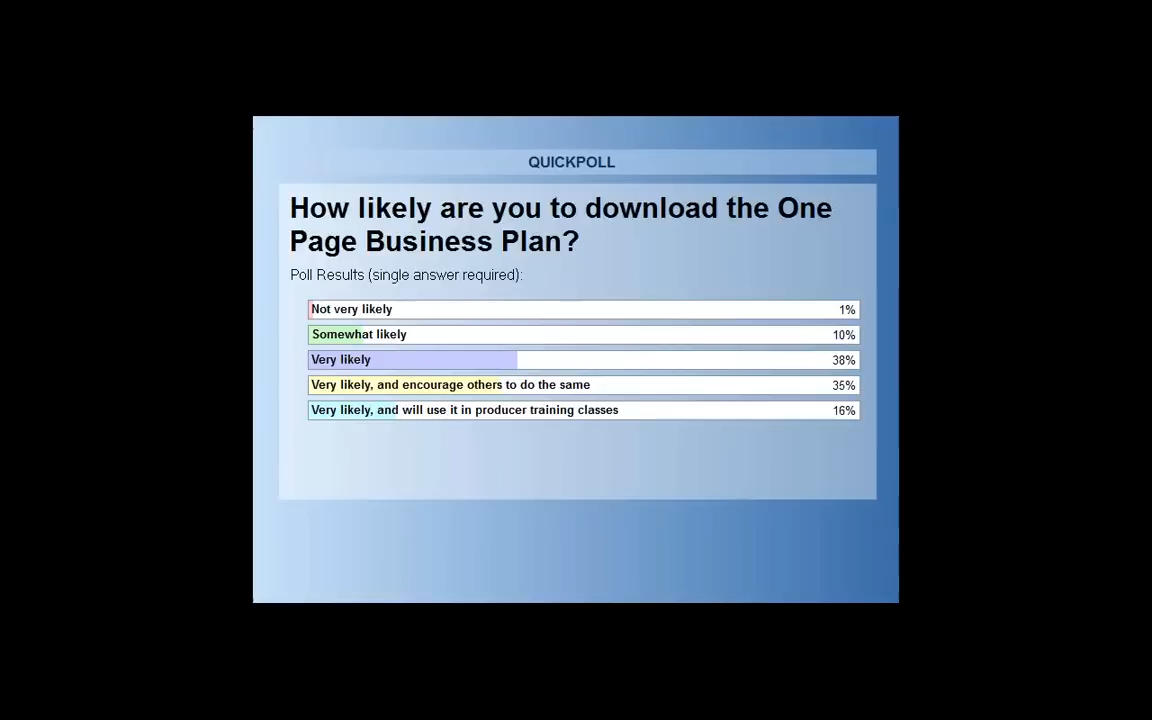 QUICKPOLL
How likely are you to download the One
Page Business Plan?
Poll Results (single answer required):
Not very likely 1%
Somewhat likely 10%
Very likely 38%
Very likely, and encourage others to do the same 35%
Very likely, and will use it in producer training classes 16%